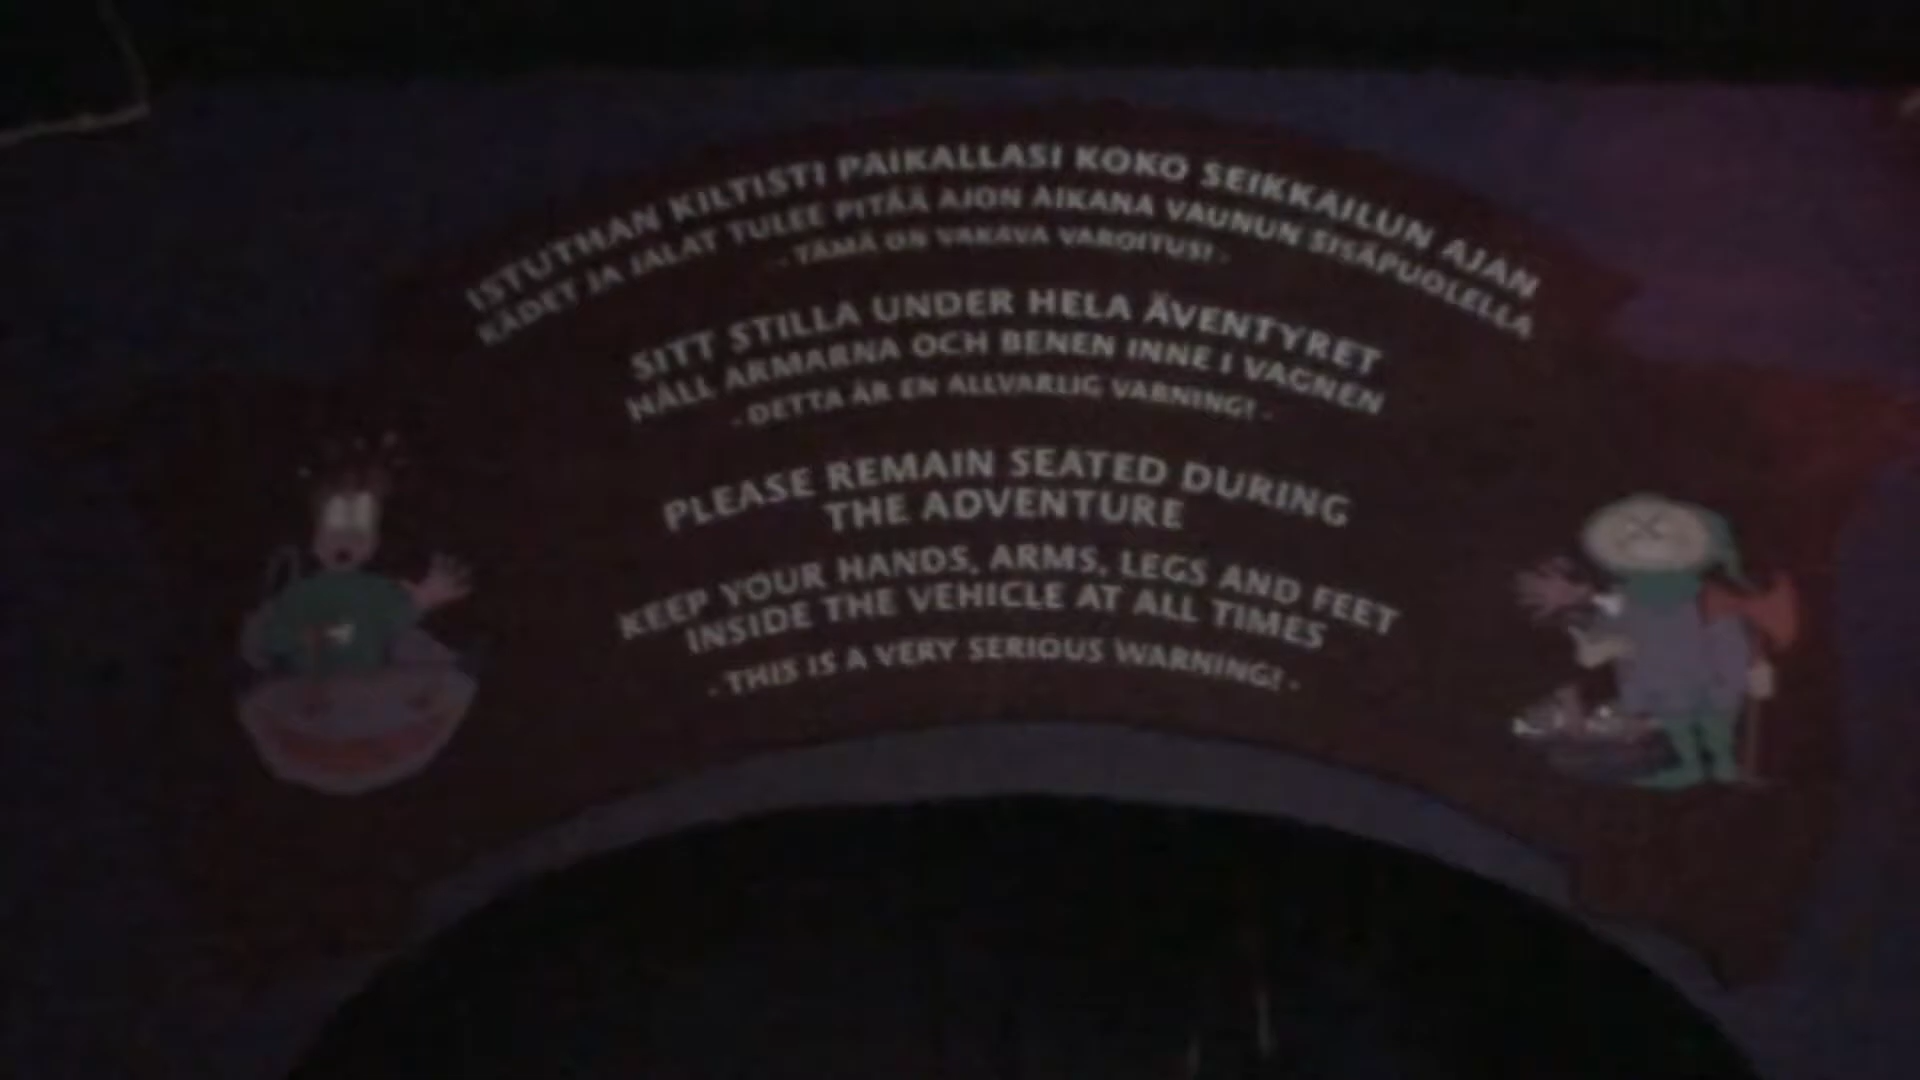 ISTUTHAN KILTISTI PAIKALLASI KOKO SEIKKAILUN AJAN
KÄDET JA JALAT TULEE PITÄÄ AJON AIKANA VAUNUN SISÄPUOLELLA
- TÄMÄ ON VAKAVA VAROITUS! -
SITT STILLA UNDER HELA ÄVENTYRET
HÅLL ARMARNA OCH BENEN INNE I VAGNEN
- DETTA ÄR EN ALLVARLIG VARNING! -
PLEASE REMAIN SEATED DURING
THE ADVENTURE
KEEP YOUR HANDS, ARMS, LEGS AND FEET
INSIDE THE VEHICLE AT ALL TIMES
- THIS IS A VERY SERIOUS WARNING! -